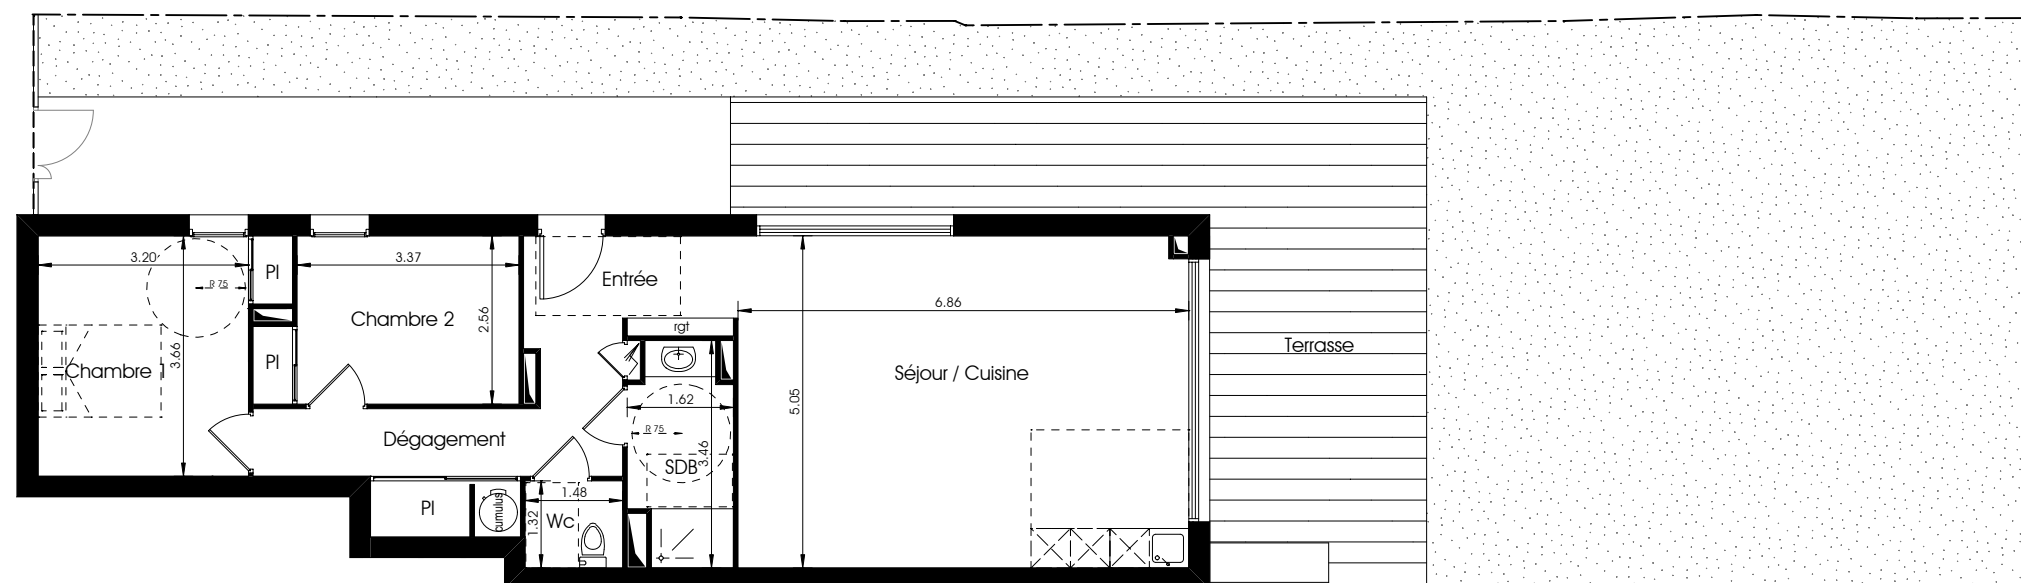 3.20
Pl
3.37
Entrée
R 75
6.86
Chambre 2
2.56
rgt
Terrasse
3.66
Pl
Chambre 1
Séjour / Cuisine
5.05
1.62
R 75
Dégagement
SDB
3.46
Pl
cumulus
1.48
Wc
1.32